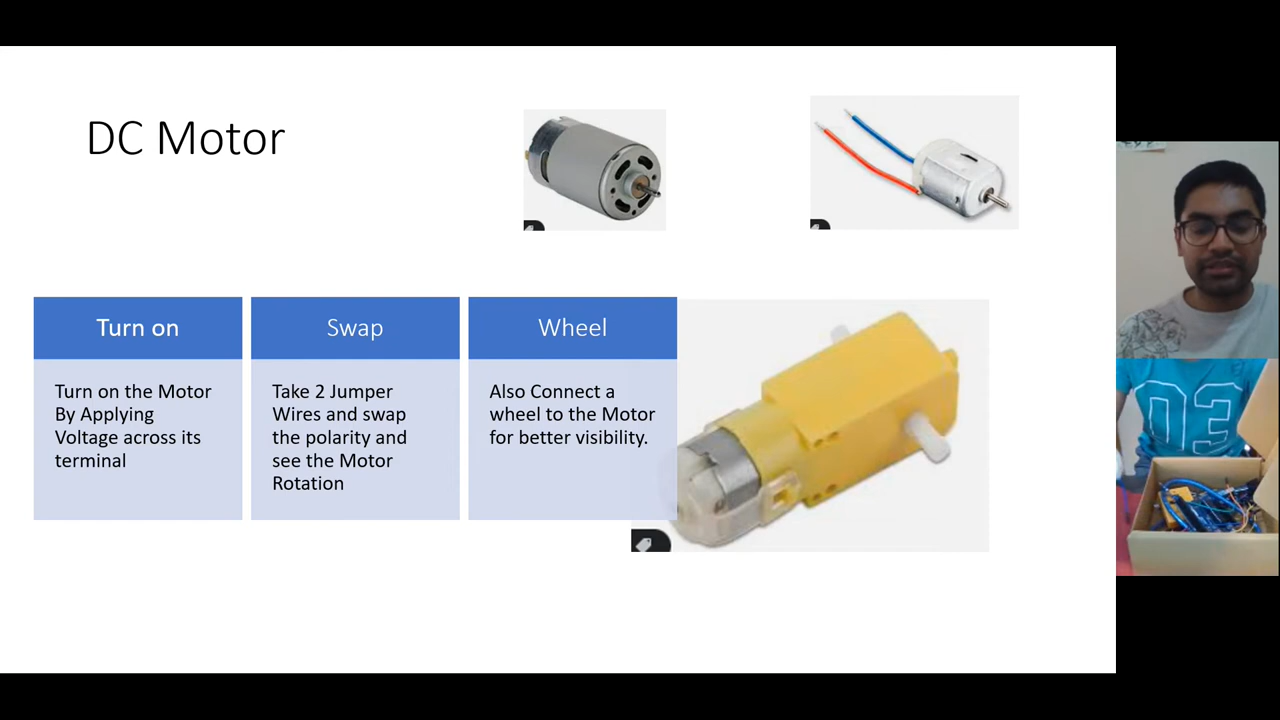 DC Motor
Turn on
Turn on the Motor
By Applying
Voltage across its
terminal
Swap
Take 2 Jumper
Wires and swap
the polarity and
see the Motor
Rotation
Wheel
Also Connect a
wheel to the Motor
for better visibility.
03